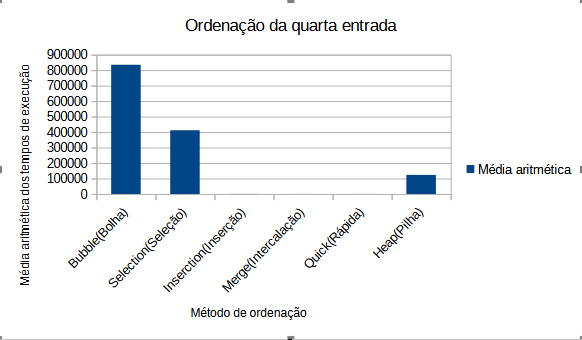 Ordenação da quarta entrada
900000
800000
700000
600000
500000
400000
300000
200000
100000
0
Média aritmética dos tempos de execução
Bubble(Bolha)
Selection(Seleção)
Inserction(Inserção)
Merge(Intercalação)
Quick(Rápida)
Heap(Pilha)
Método de ordenação
Média aritmética